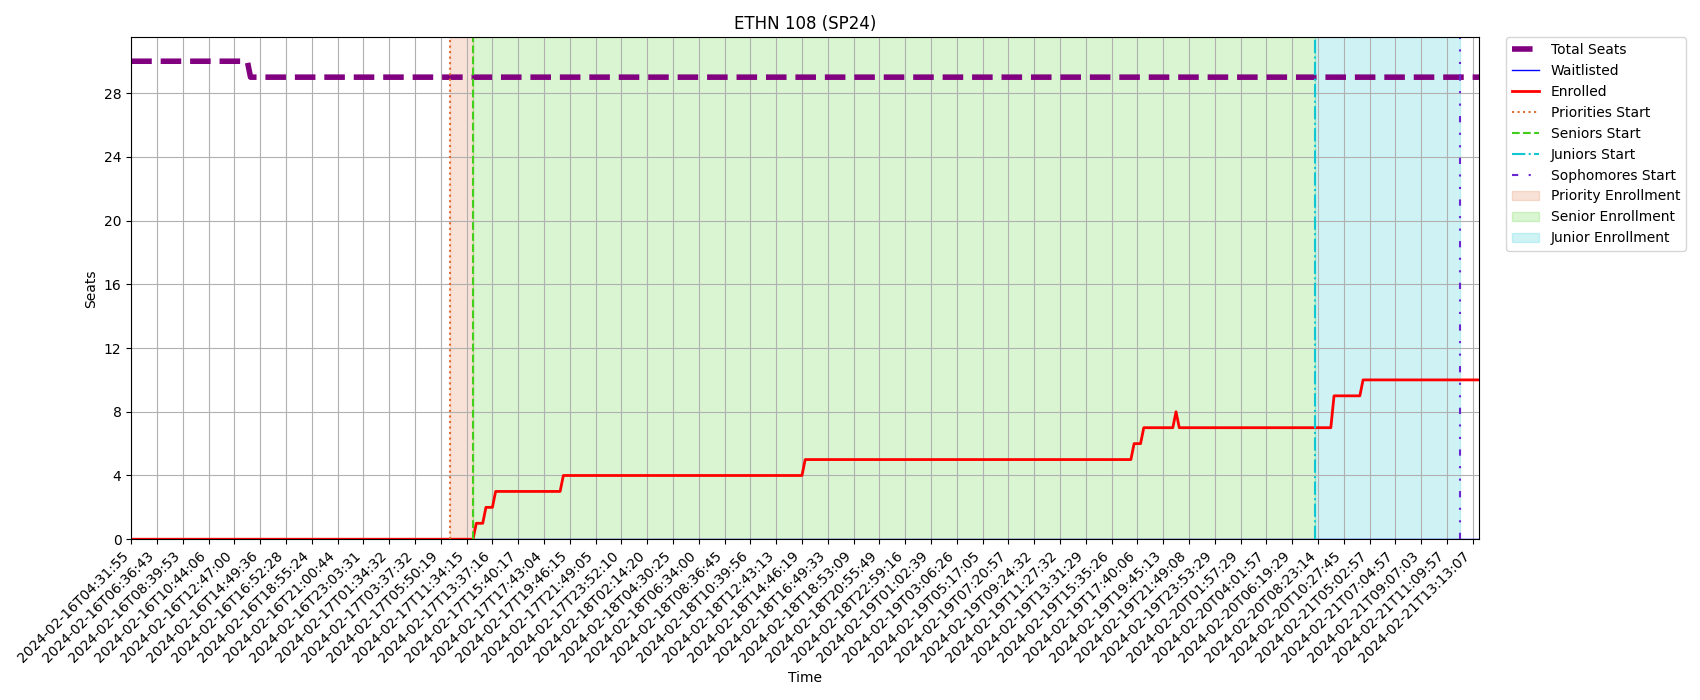 ETHN 108 (SP24)
Total Seats
Waitlisted
Enrolled
Priorities Start
Seniors Start
Juniors Start
Sophomores Start
Priority Enrollment
Senior Enrollment
Junior Enrollment
Seats
28
24
20
16
12
8
4
0
2024-02-16T04:31:55
2024-02-16T06:36:43
2024-02-16T08:39:53
2024-02-16T10:44:06
2024-02-16T12:47:00
2024-02-16T14:49:36
2024-02-16T16:52:28
2024-02-16T18:55:24
2024-02-16T21:00:44
2024-02-16T23:03:31
2024-02-17T01:34:32
2024-02-17T03:37:32
2024-02-17T05:50:19
2024-02-17T11:34:15
2024-02-17T13:37:16
2024-02-17T15:40:17
2024-02-17T17:43:04
2024-02-17T19:46:15
2024-02-17T21:49:05
2024-02-17T23:52:10
2024-02-18T02:14:20
2024-02-18T04:30:25
2024-02-18T06:34:00
2024-02-18T08:36:45
2024-02-18T10:39:56
2024-02-18T12:43:13
2024-02-18T14:46:19
2024-02-18T16:49:33
2024-02-18T18:53:09
2024-02-18T20:55:49
2024-02-18T22:59:16
2024-02-19T01:02:39
2024-02-19T03:06:26
2024-02-19T05:17:05
2024-02-19T07:20:57
2024-02-19T09:24:32
2024-02-19T11:27:32
2024-02-19T13:31:29
2024-02-19T15:35:26
2024-02-19T17:40:06
2024-02-19T19:45:13
2024-02-19T21:49:08
2024-02-19T23:53:29
2024-02-20T01:57:29
2024-02-20T04:01:57
2024-02-20T06:19:29
2024-02-20T08:23:14
2024-02-20T10:27:45
2024-02-21T05:02:57
2024-02-21T07:04:57
2024-02-21T09:07:03
2024-02-21T11:09:57
2024-02-21T13:13:07
Time